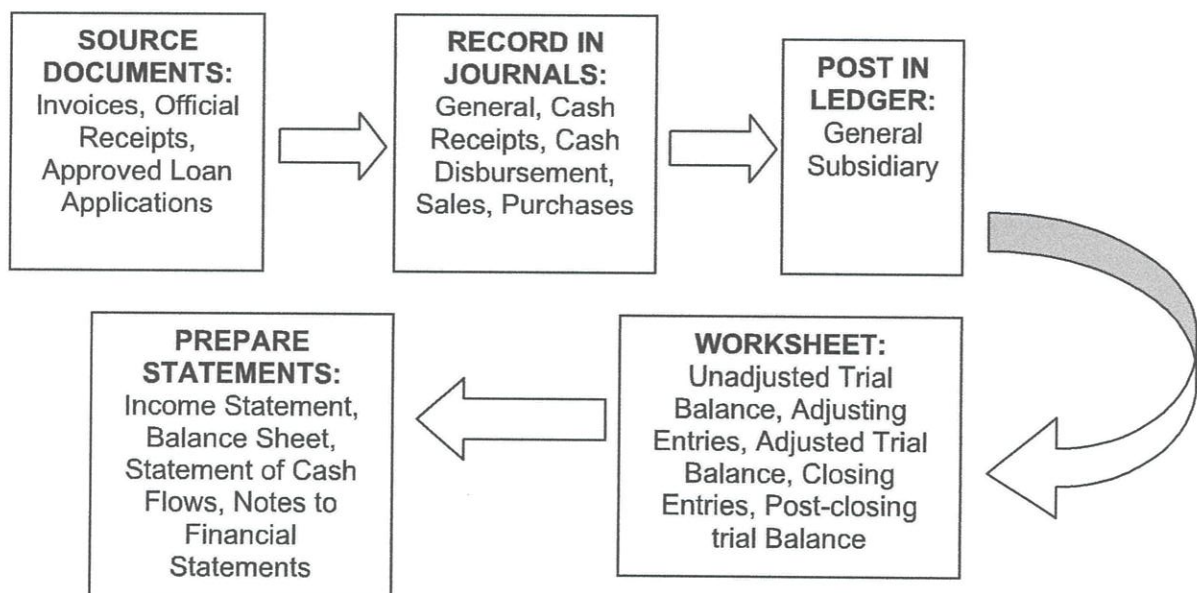 SOURCE
DOCUMENTS:
Invoices, Official
Receipts,
Approved Loan
Applications
RECORD IN
JOURNALS:
General, Cash
Receipts, Cash
Disbursement,
Sales, Purchases
POST IN
LEDGER:
General
Subsidiary
WORKSHEET:
Unadjusted Trial
Balance, Adjusting
Entries, Adjusted Trial
Balance, Closing
Entries, Post-closing
trial Balance
PREPARE
STATEMENTS:
Income Statement,
Balance Sheet,
Statement of Cash
Flows, Notes to
Financial
Statements